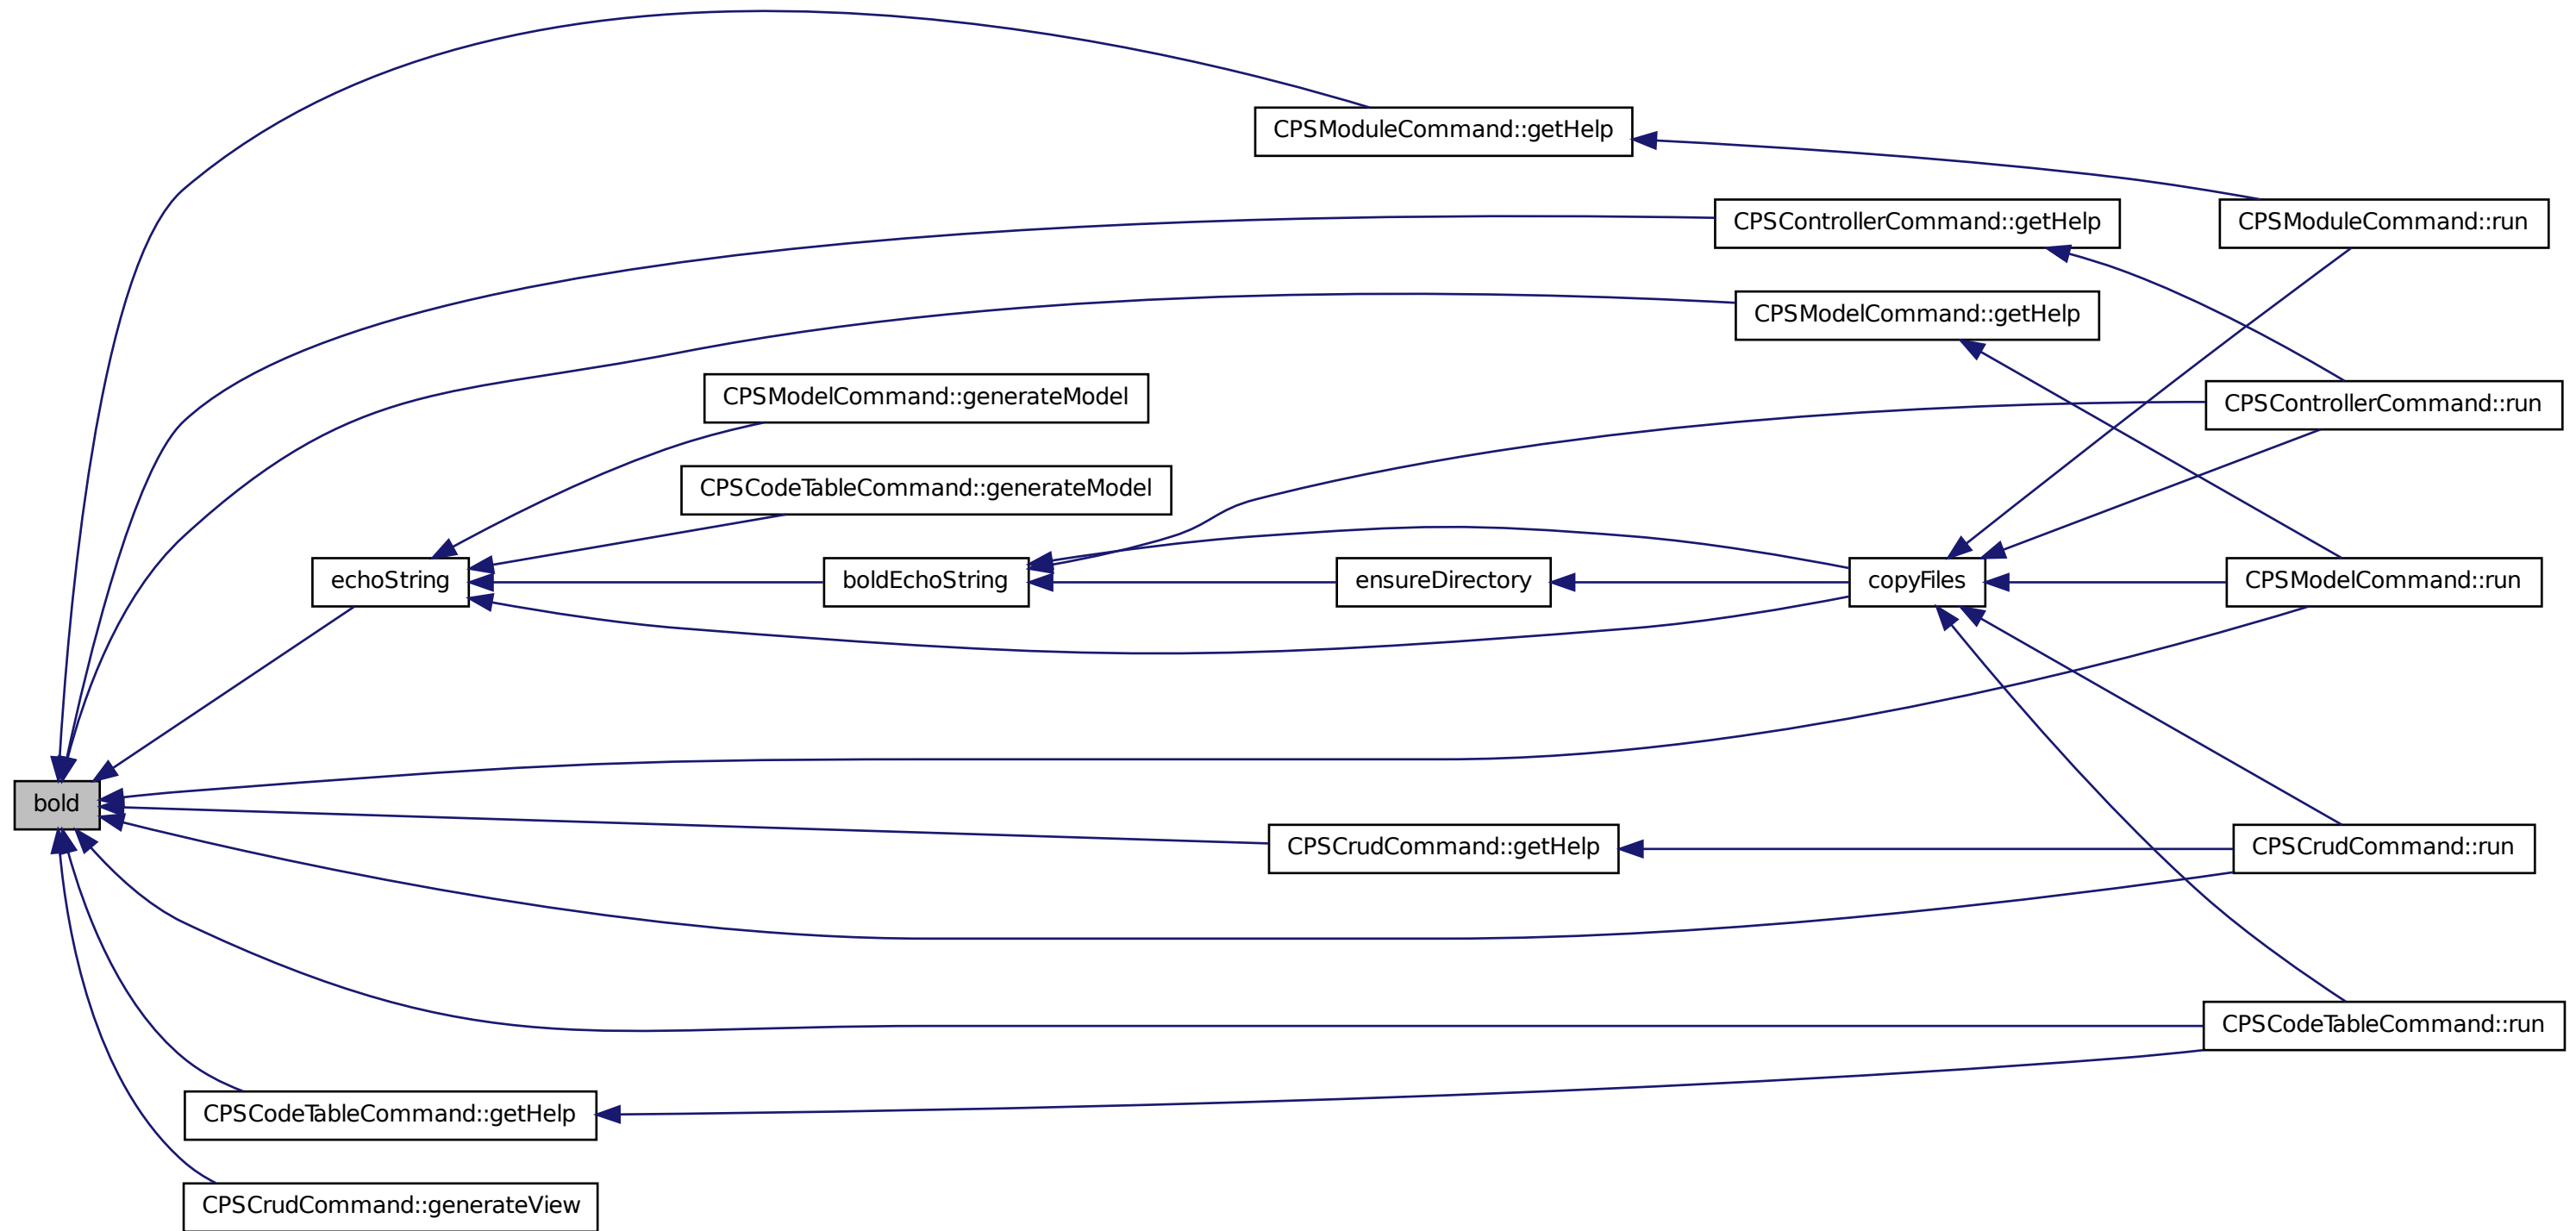 CPSModuleCommand::getHelp
CPSControllerCommand::getHelp
CPSModuleCommand::run
CPSModelCommand::getHelp
CPSModelCommand::generateModel
CPSControllerCommand::run
CPSCodeTableCommand::generateModel
echoString
boldEchoString
ensureDirectory
copyFiles
CPSModelCommand::run
bold
CPSCrudCommand::getHelp
CPSCrudCommand::run
CPSCodeTableCommand::run
CPSCodeTableCommand::getHelp
CPSCrudCommand::generateView